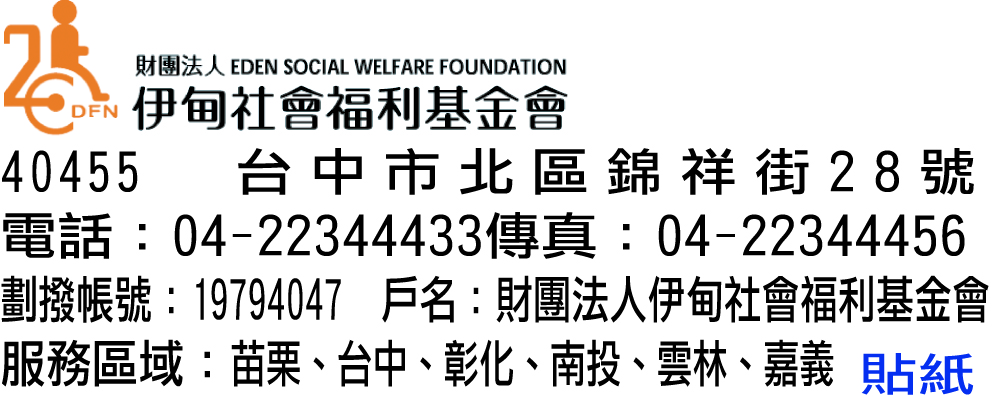 財團法人 EDEN SOCIAL WELFARE FOUNDATION
EDFN 伊甸社會福利基金會
40455 台中市北區錦祥街28號
電話：04-22344433傳真：04-22344456
劃撥帳號：19794047 戶名：財團法人伊甸社會福利基金會
服務區域：苗栗、台中、彰化、南投、雲林、嘉義 貼紙